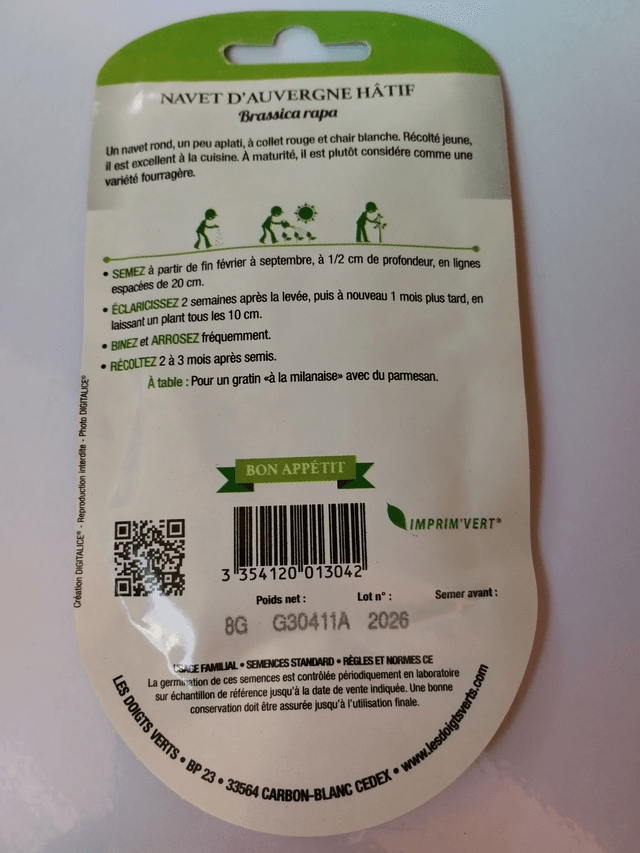 NAVET D'AUVERGNE HÂTIF
Brassica rapa
Un navet rond, un peu aplati, à collet rouge et chair blanche. Récolté jeune,
il est excellent à la cuisine. À maturité, il est plutôt considére comme une
variété fourragère.
• SEMEZ à partir de fin février à septembre, à 1/2 cm de profondeur, en lignes
espacées de 20 cm.
• ÉCLARICISSEZ 2 semaines après la levée, puis à nouveau 1 mois plus tard, en
laissant un plant tous les 10 cm.
• BINEZ et ARROSEZ fréquemment.
• RÉCOLTEZ 2 à 3 mois après semis.
À table : Pour un gratin «à la milanaise» avec du parmesan.
Création DIGITALICE® - Reproduction interdite - Photo DIGITALICE®
BON APPÉTIT
IMPRIM'VERT®
3 354120 013042
Poids net : Lot n° : Semer avant :
8G G30411A 2026
USAGE FAMILIAL • SEMENCES STANDARD • RÈGLES ET NORMES CE
La germination de ces semences est contrôlée périodiquement en laboratoire
sur échantillon de référence jusqu'à la date de vente indiquée. Une bonne
conservation doit être assurée jusqu'à l'utilisation finale.
LES DOIGTS VERTS • BP 23 • 33564 CARBON-BLANC CEDEX • www.lesdoigtsverts.com